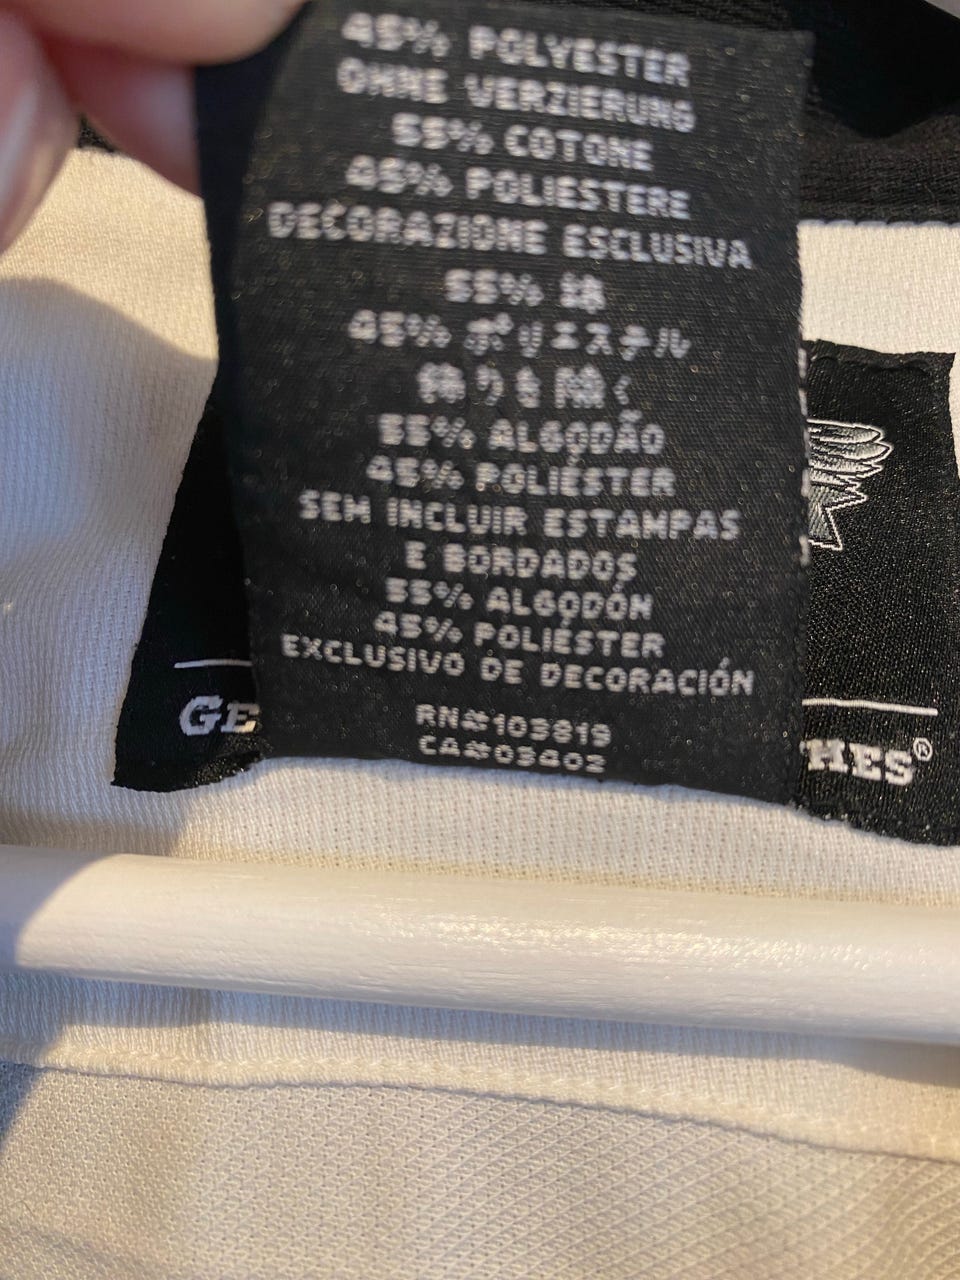 45% POLYESTER
OHNE VERZIERUNG
55% COTONE
45% POLIESTERE
DECORAZIONE ESCLUSIVA
55% 綿
45% ポリエステル
飾りを除く
55% ALGODÃO
45% POLIÉSTER
SEM INCLUIR ESTAMPAS
E BORDADOS
55% ALGODÓN
45% POLIÉSTER
EXCLUSIVO DE DECORACIÓN
RN#103819
CA#03402
GE
HES®